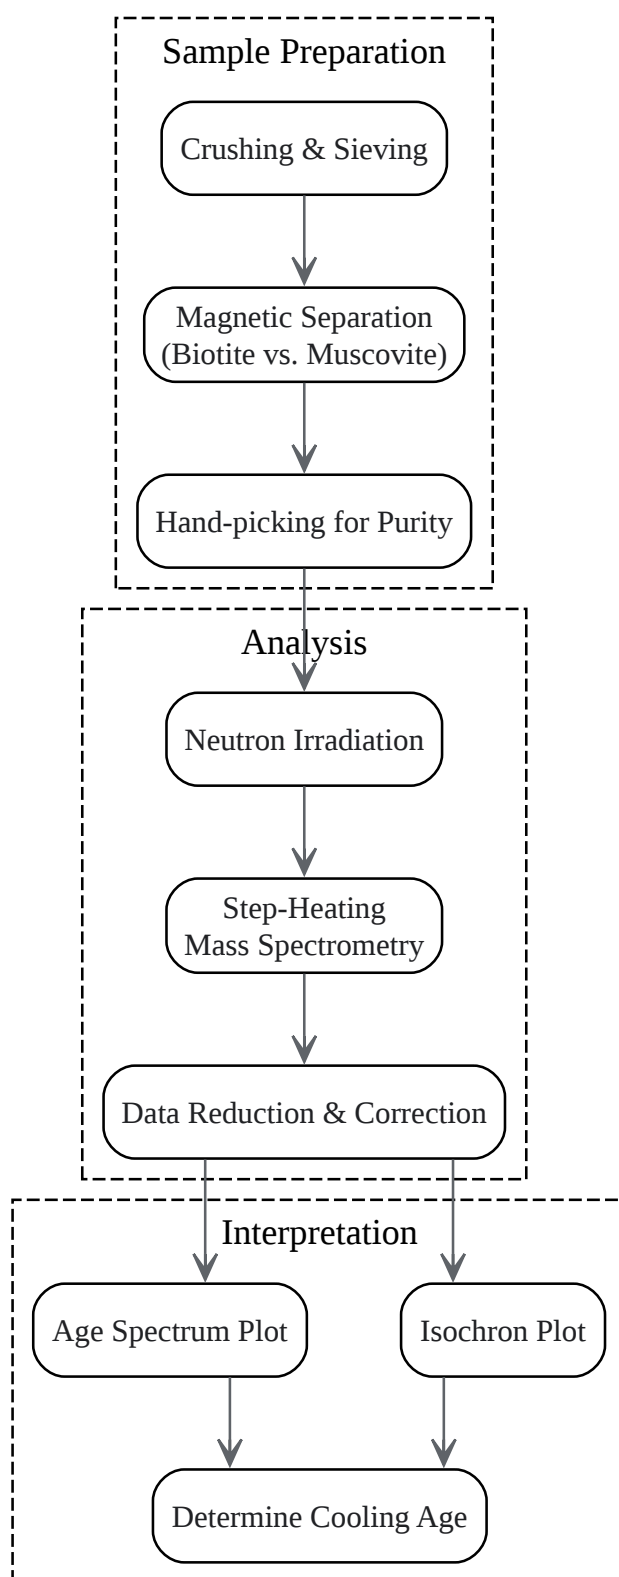 Sample Preparation
Crushing & Sieving
Magnetic Separation
(Biotite vs. Muscovite)
Hand-picking for Purity
Analysis
Neutron Irradiation
Step-Heating
Mass Spectrometry
Data Reduction & Correction
Interpretation
Age Spectrum Plot
Isochron Plot
Determine Cooling Age